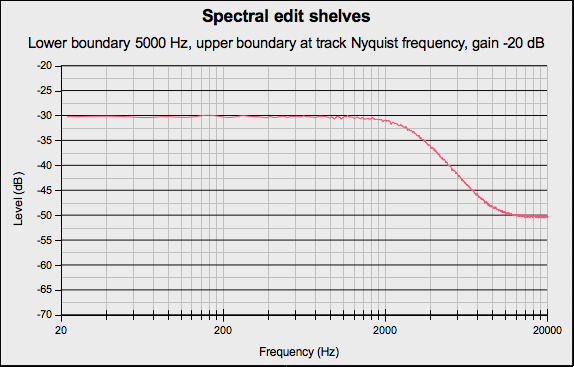 Spectral edit shelves
Lower boundary 5000 Hz, upper boundary at track Nyquist frequency, gain -20 dB
-20
-25
-30
-35
-40
-45
-50
-55
-60
-65
-70
Level (dB)
20 200 2000 20000
Frequency (Hz)